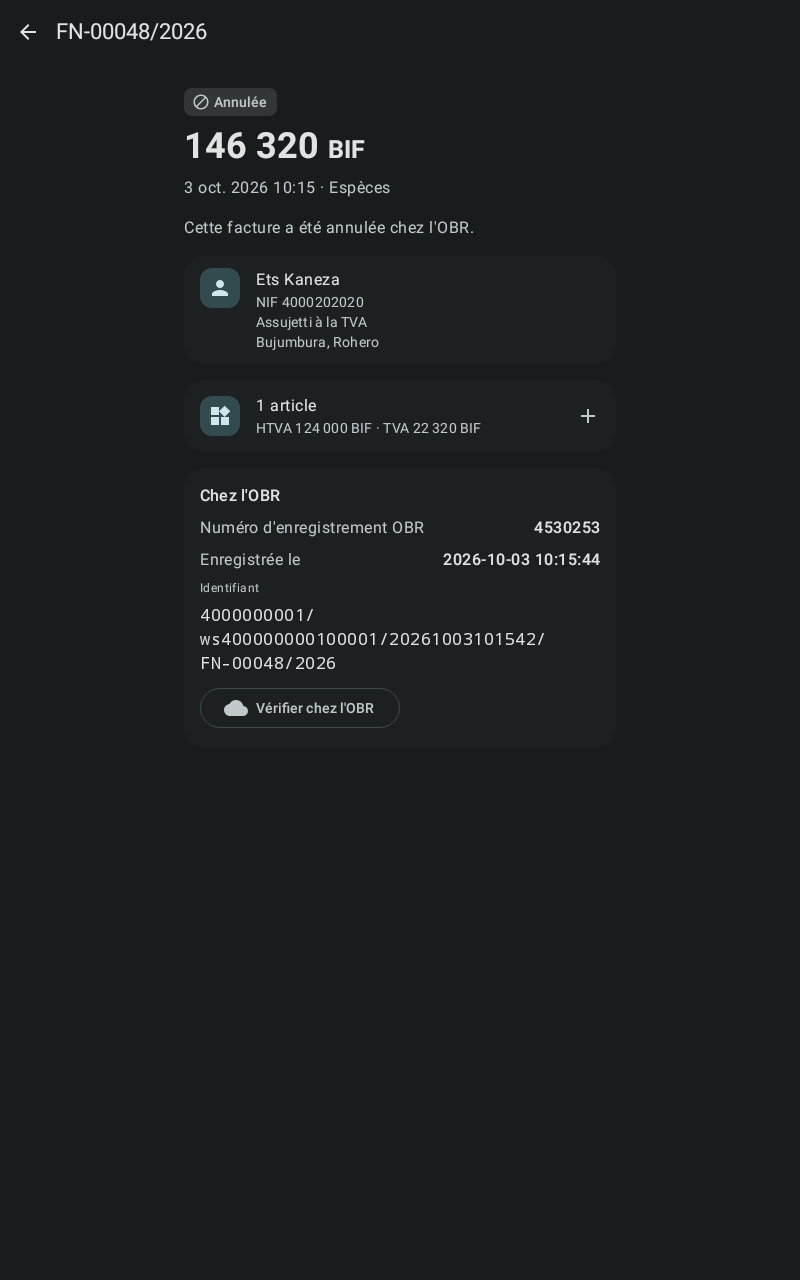 FN-00048/2026
Annulée
146 320 BIF
3 oct. 2026 10:15 · Espèces
Cette facture a été annulée chez l'OBR.
Ets Kaneza
NIF 4000202020
Assujetti à la TVA
Bujumbura, Rohero
1 article
HTVA 124 000 BIF · TVA 22 320 BIF
Chez l'OBR
Numéro d'enregistrement OBR 4530253
Enregistrée le 2026-10-03 10:15:44
Identifiant
4000000001/
ws400000000100001/20261003101542/
FN-00048/2026
Vérifier chez l'OBR